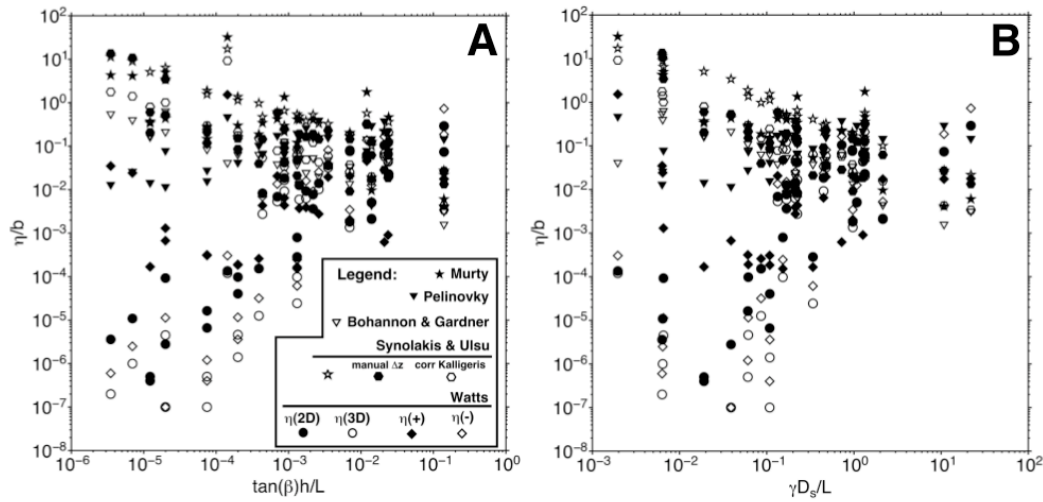 A
B
10² 10¹ 10⁰ 10⁻¹ 10⁻² 10⁻³ 10⁻⁴ 10⁻⁵ 10⁻⁶ 10⁻⁷ 10⁻⁸
η/b
Legend:
Murty
Pelinovky
Bohannon & Gardner
Synolakis & Ulsu
manual Δz corr Kalligeris
Watts
η(2D) η(3D) η(+) η(-)
10⁻⁶ 10⁻⁵ 10⁻⁴ 10⁻³ 10⁻² 10⁻¹ 10⁰
tan(β)h/L
10² 10¹ 10⁰ 10⁻¹ 10⁻² 10⁻³ 10⁻⁴ 10⁻⁵ 10⁻⁶ 10⁻⁷ 10⁻⁸
η/b
10⁻³ 10⁻² 10⁻¹ 10⁰ 10¹ 10²
γDₛ/L